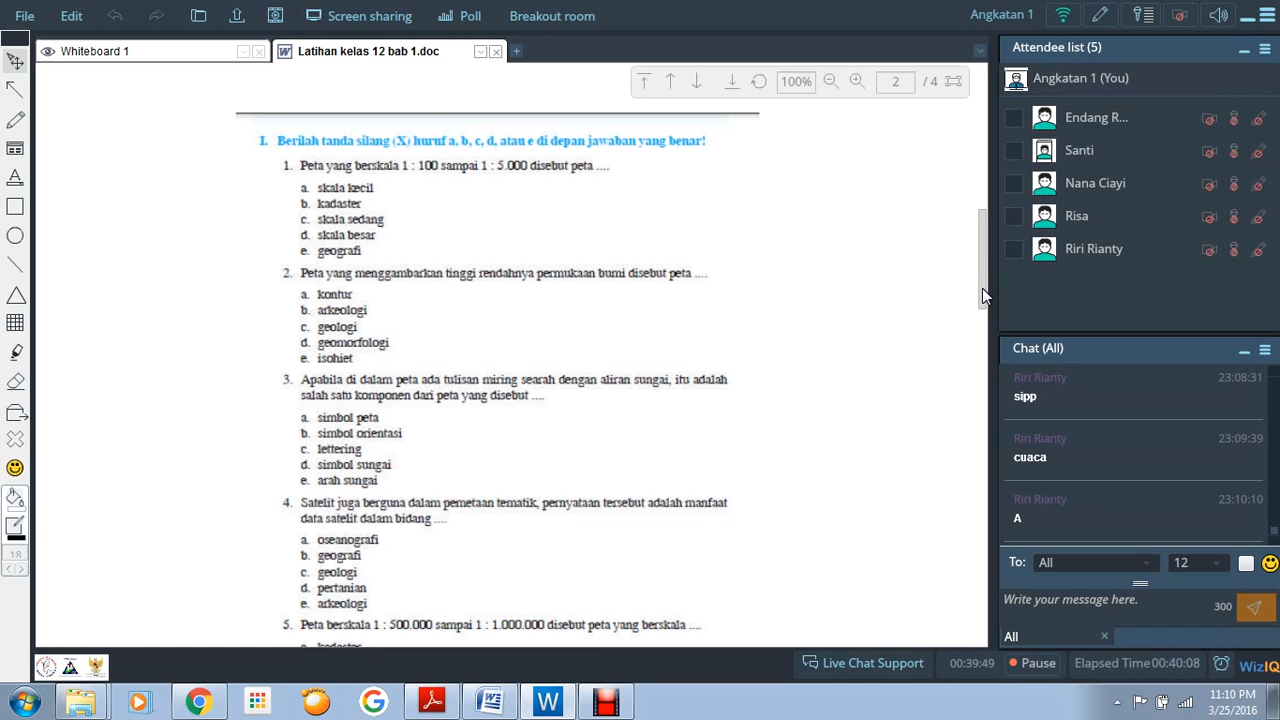 File Edit Screen sharing Poll Breakout room Angkatan 1
Whiteboard 1 Latihan kelas 12 bab 1.doc
100% 2 / 4
I. Berilah tanda silang (X) huruf a, b, c, d, atau e di depan jawaban yang benar!
1. Peta yang berskala 1 : 100 sampai 1 : 5.000 disebut peta ....
a. skala kecil
b. kadaster
c. skala sedang
d. skala besar
e. geografi
2. Peta yang menggambarkan tinggi rendahnya permukaan bumi disebut peta ....
a. kontur
b. arkeologi
c. geologi
d. geomorfologi
e. isohiet
3. Apabila di dalam peta ada tulisan miring searah dengan aliran sungai, itu adalah
salah satu komponen dari peta yang disebut ....
a. simbol peta
b. simbol orientasi
c. lettering
d. simbol sungai
e. arah sungai
4. Satelit juga berguna dalam pemetaan tematik, pernyataan tersebut adalah manfaat
data satelit dalam bidang ....
a. oseanografi
b. geografi
c. geologi
d. pertanian
e. arkeologi
5. Peta berskala 1 : 500.000 sampai 1 : 1.000.000 disebut peta yang berskala ....
18
Attendee list (5)
Angkatan 1 (You)
Endang R...
Santi
Nana Ciayi
Risa
Riri Rianty
Chat (All)
Riri Rianty 23:08:31
sipp
Riri Rianty 23:09:39
cuaca
Riri Rianty 23:10:10
A
To: All 12
Write your message here. 300
All
Live Chat Support 00:39:49 Pause Elapsed Time 00: WizIQ
11:10 PM
3/25/2016